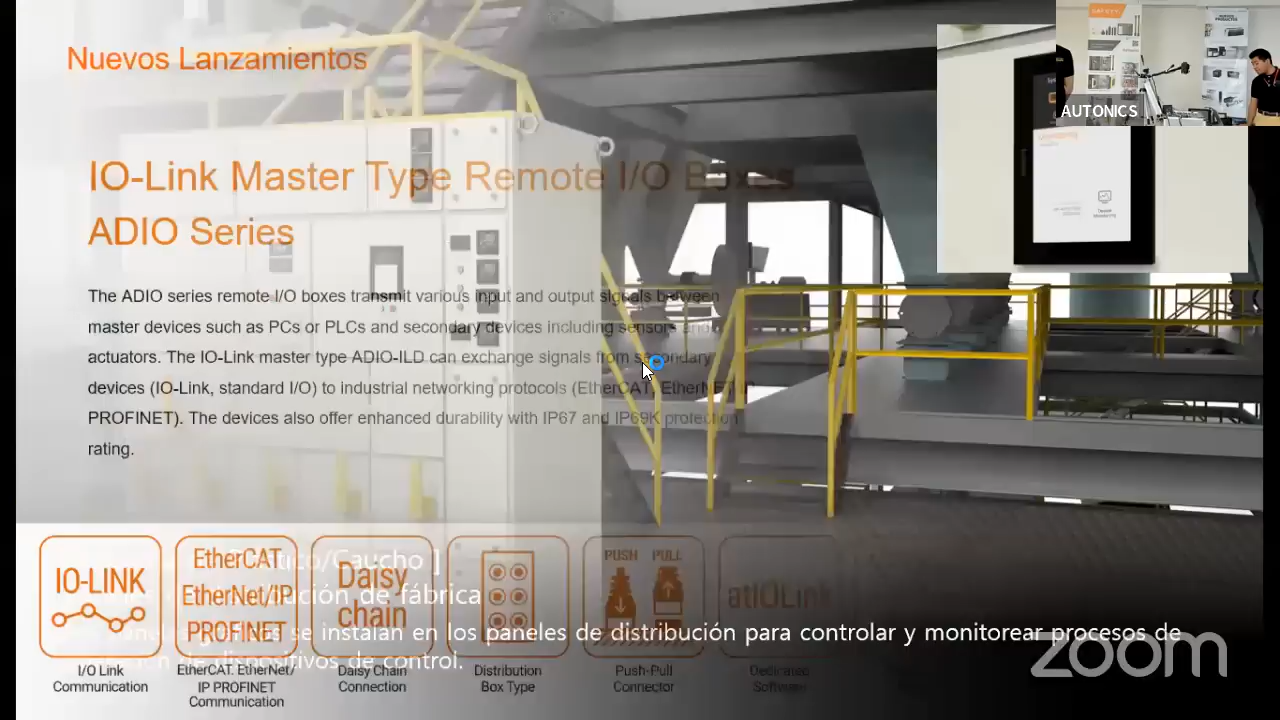 Nuevos Lanzamientos
AUTONICS
IO-Link Master Type Remote I/O Boxes
ADIO Series
The ADIO series remote I/O boxes transmit various input and output signals between
master devices such as PCs or PLCs and secondary devices including sensors and
actuators. The IO-Link master type ADIO-ILD can exchange signals from secondary
devices (IO-Link, standard I/O) to industrial networking protocols (EtherCAT, EtherNET IP
PROFINET). The devices also offer enhanced durability with IP67 and IP69K protection
rating.
IO-LINK
EtherCAT
EtherNet/IP
PROFINET
Daisy
chain
PUSH PULL
atIOLink
/Gaucho ]
de fábrica
se instalan en los paneles de distribución para controlar y monitorear procesos de
de dispositivos de control.
I/O Link
Communication
EtherCAT. EtherNet/
IP PROFINET
Communication
Daisy Chain
Connection
Distribution
Box Type
Push-Pull
Connector
Dedicated
Software
zoom